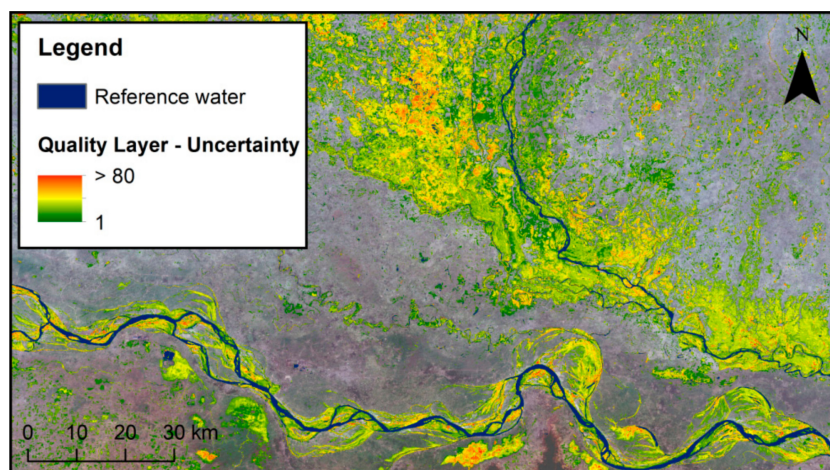 Legend
Reference water
Quality Layer - Uncertainty
> 80
1
N
0 10 20 30 km